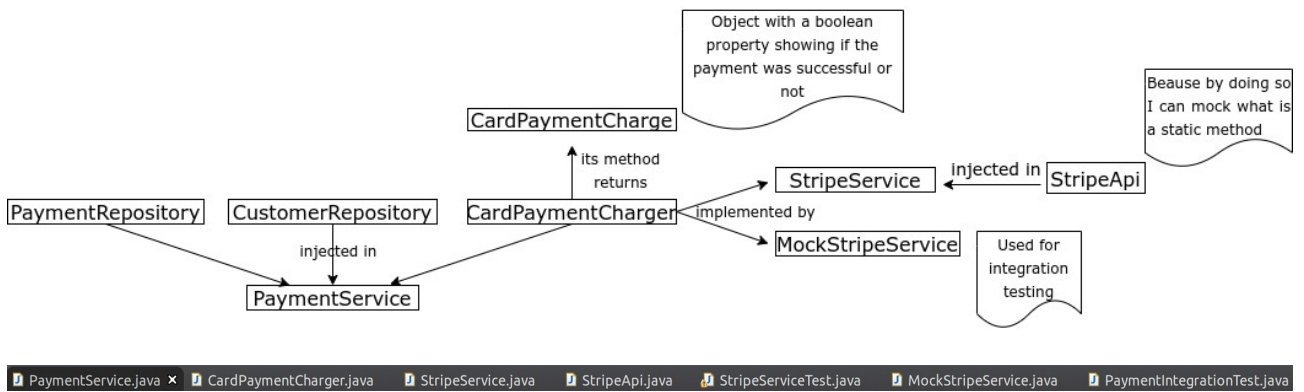 Object with a boolean
property showing if the
payment was successful or
not
Beause by doing so
I can mock what is
a static method
CardPaymentCharge
its method
returns
StripeService
injected in
StripeApi
PaymentRepository
CustomerRepository
CardPaymentCharger
implemented by
MockStripeService
injected in
Used for
integration
testing
PaymentService
PaymentService.java × CardPaymentCharger.java StripeService.java StripeApi.java StripeServiceTest.java MockStripeService.java PaymentIntegrationTest.java